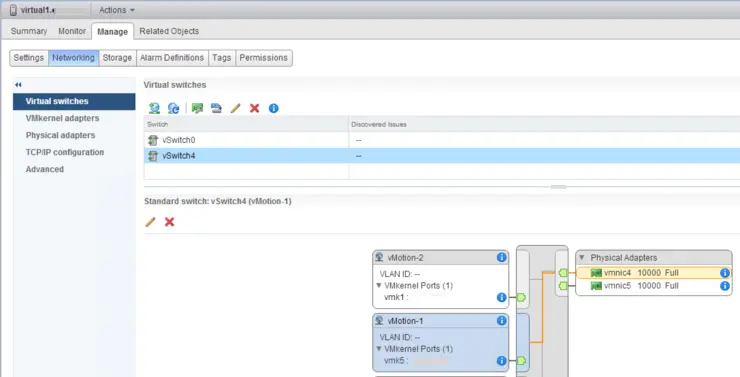 virtual1. Actions
Summary Monitor Manage Related Objects
Settings Networking Storage Alarm Definitions Tags Permissions
Virtual switches
VMkernel adapters
Physical adapters
TCP/IP configuration
Advanced
Virtual switches
Switch Discovered Issues
vSwitch0 --
vSwitch4 --
Standard switch: vSwitch4 (vMotion-1)
vMotion-2
VLAN ID: --
VMkernel Ports (1)
vmk1 :
vMotion-1
VLAN ID: --
VMkernel Ports (1)
vmk5 :
Physical Adapters
vmnic4 10000 Full
vmnic5 10000 Full